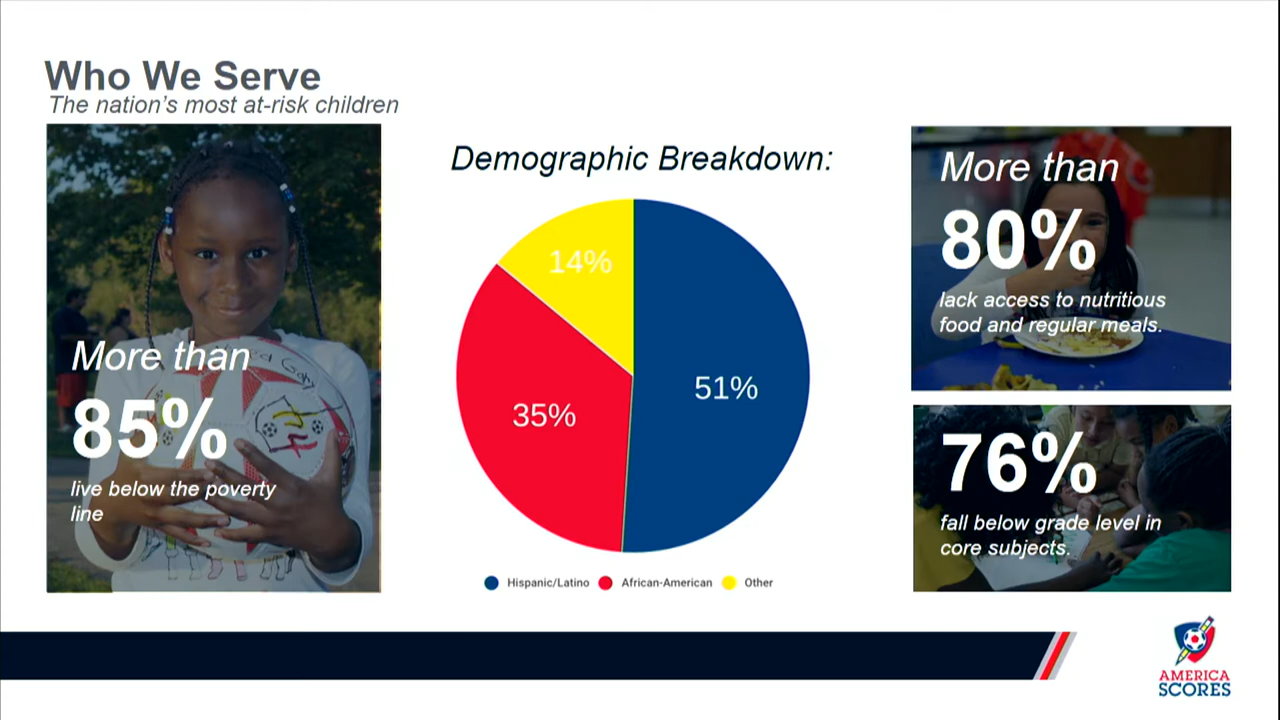 Who We Serve
The nation's most at-risk children
More than
85%
live below the poverty
line
Demographic Breakdown:
14%
35%
51%
Hispanic/Latino African-American Other
More than
80%
lack access to nutritious
food and regular meals.
76%
fall below grade level in
core subjects.
AMERICA
SCORES